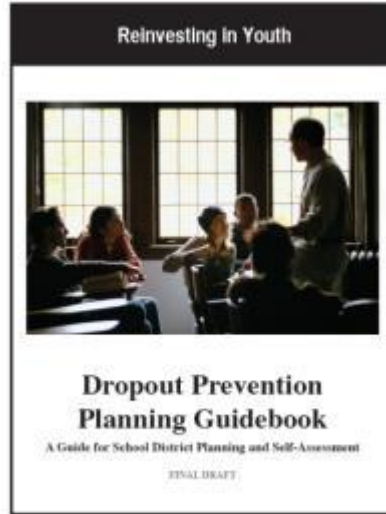 Reinvesting in Youth
Dropout Prevention
Planning Guidebook
A Guide for School District Planning and Self-Assessment
FINAL DRAFT